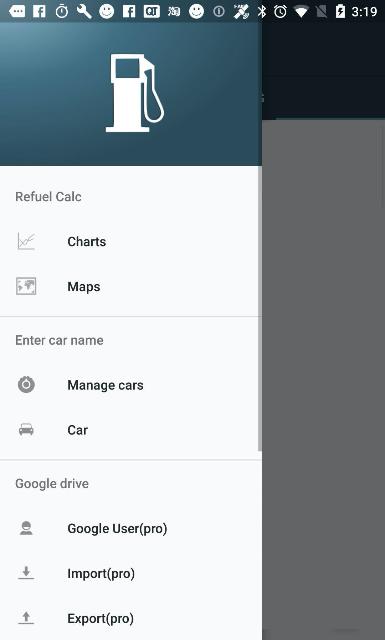 3:19
Refuel Calc
Charts
Maps
Enter car name
Manage cars
Car
Google drive
Google User(pro)
Import(pro)
Export(pro)